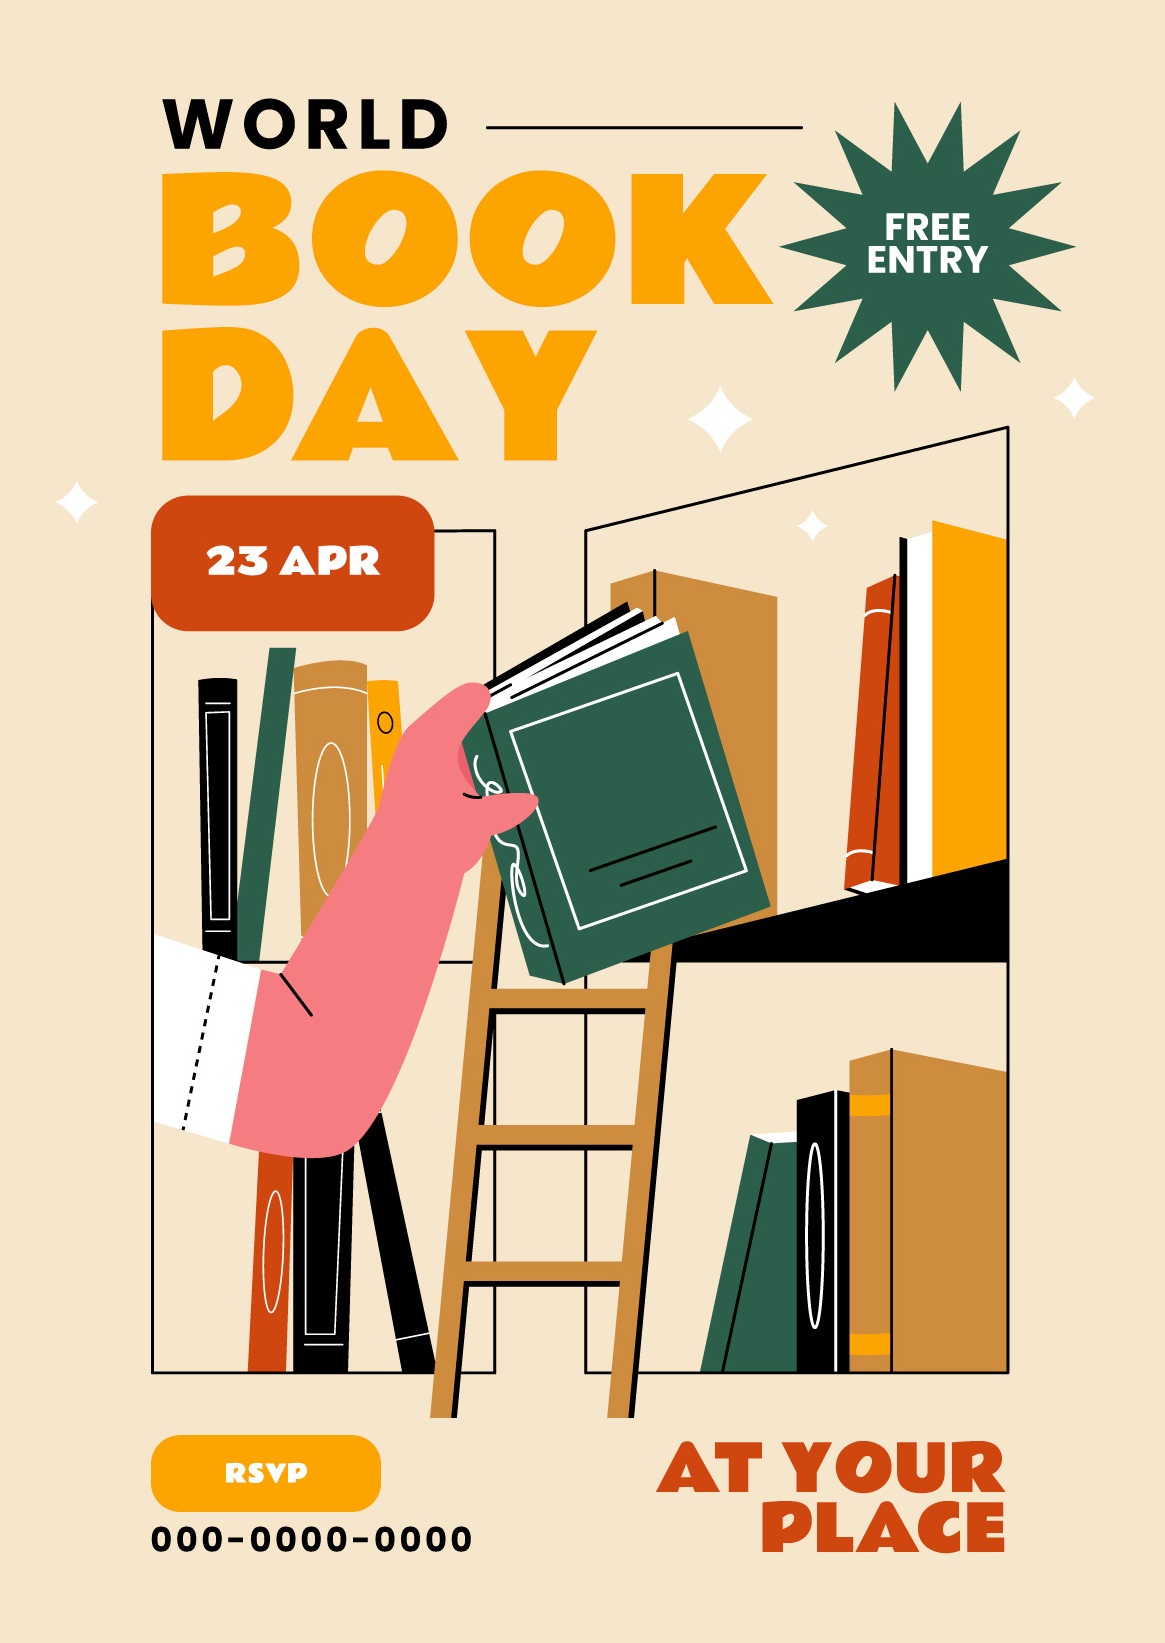 WORLD
BOOK
DAY
FREE
ENTRY
23 APR
RSVP
000-0000-0000
AT YOUR
PLACE